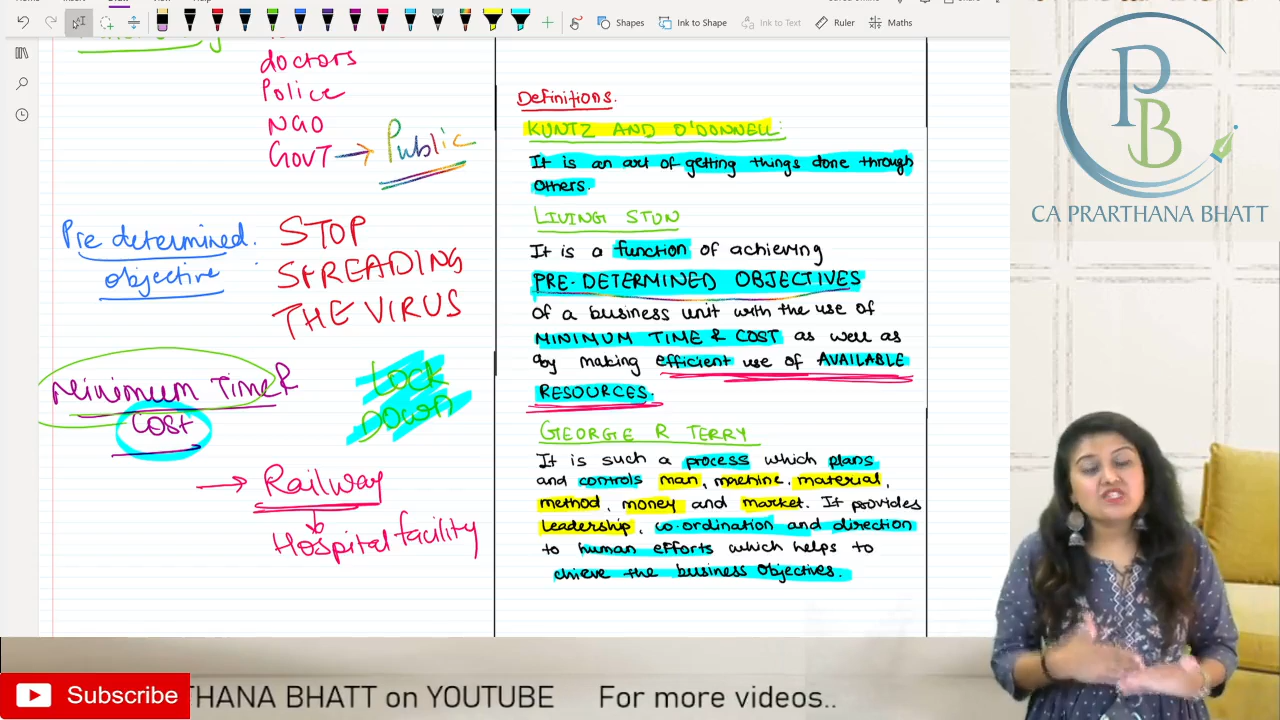 Shapes
Ink to Shape
Ink to Text
Ruler
Maths
doctors
Police
NGO
GOVT → Public
Pre determined.
objective
STOP
SPREADING
THE VIRUS
Minimum Time &
Cost
Lock
Down
→ Railway
Hospital facility
Definitions.
KUNTZ AND O'DONNELL:
It is an art of getting things done through
others.
LIVING STON
It is a function of achieving
PRE-DETERMINED OBJECTIVES
of a business unit with the use of
MINIMUM TIME & COST as well as
by making efficient use of AVAILABLE
RESOURCES.
GEORGE R TERRY
It is such a process which plans
and controls man, machine, material,
method, money and market. It provides
leadership, co-ordination and direction
to human efforts which helps to
chieve the business objectives.
PB
CA PRARTHANA BHATT
Subscribe
THANA BHATT on YOUTUBE For more videos..